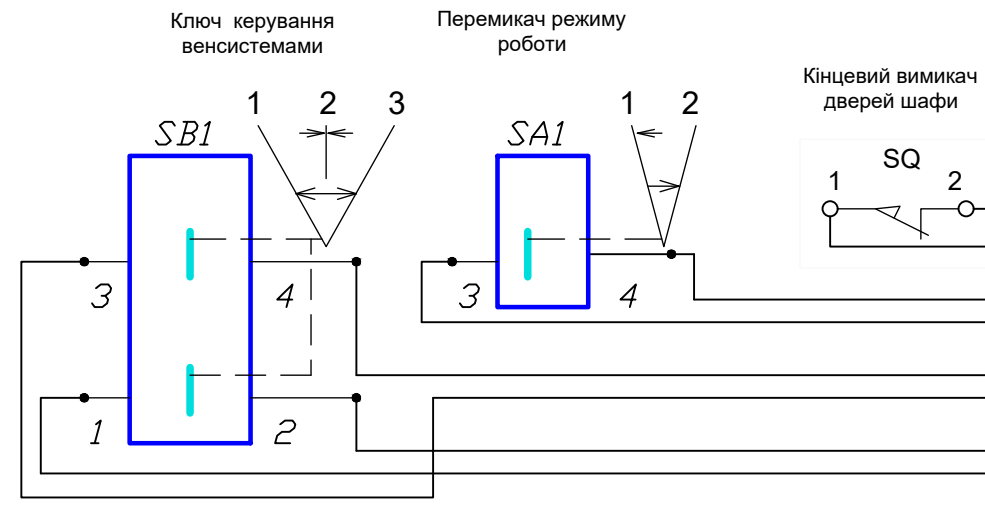 Ключ керування
венсистемами
Перемикач режиму
роботи
Кінцевий вимикач
дверей шафи
1 2 3
SB1
1 2
SA1
SQ
1 2
3 4
3 4
1 2